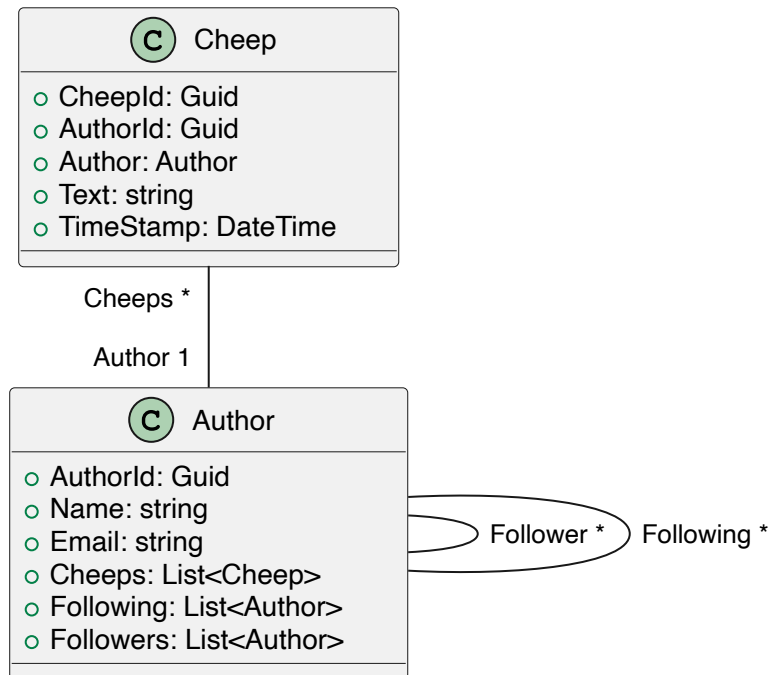 C Cheep
CheepId: Guid
AuthorId: Guid
Author: Author
Text: string
TimeStamp: DateTime
Cheeps *
Author 1
C Author
AuthorId: Guid
Name: string
Email: string
Cheeps: List<Cheep>
Following: List<Author>
Followers: List<Author>
Follower *
Following *